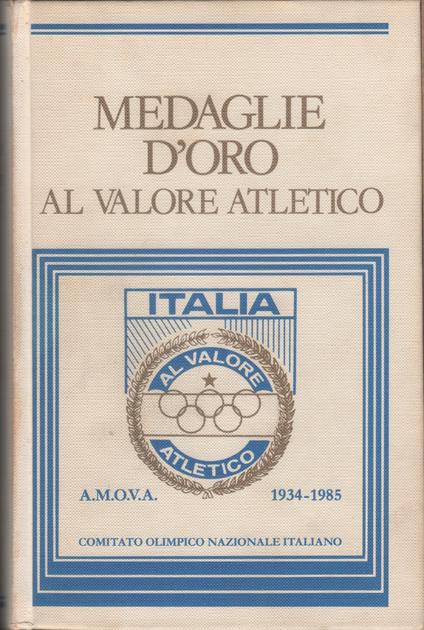 MEDAGLIE
D'ORO
AL VALORE ATLETICO
ITALIA
AL VALORE
ATLETICO
A.M.O.V.A. 1934-1985
COMITATO OLIMPICO NAZIONALE ITALIANO